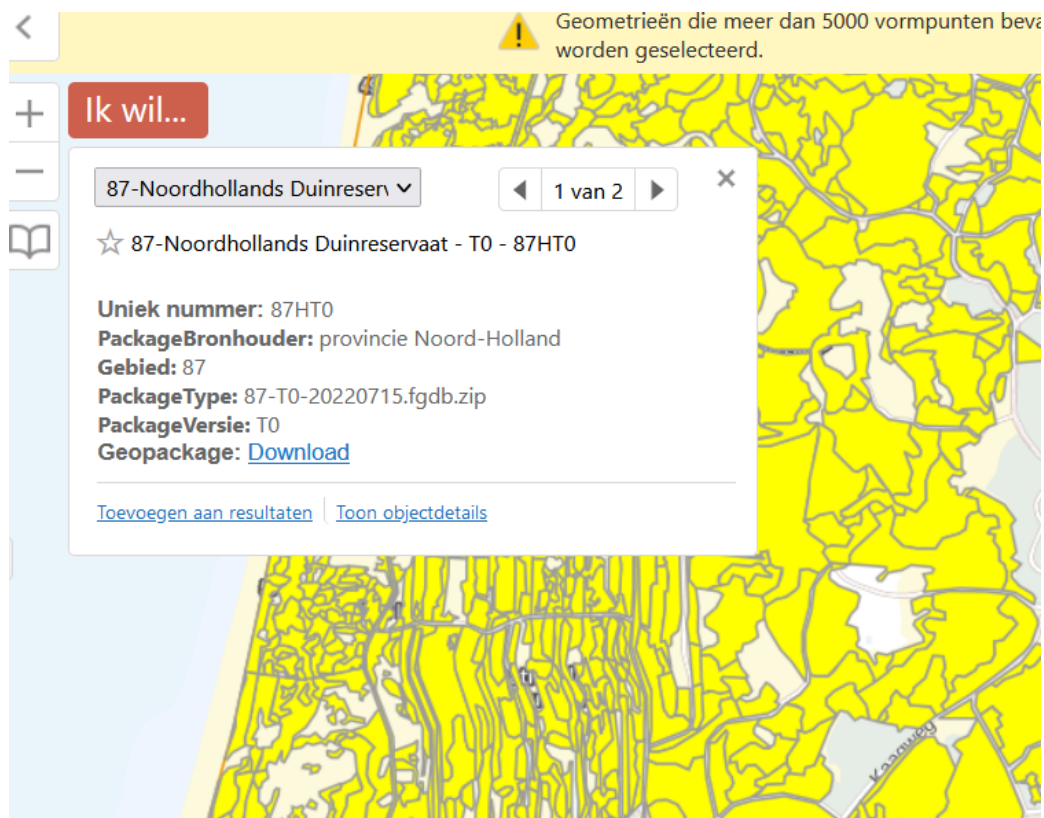 Geometrieën die meer dan 5000 vormpunten
worden geselecteerd.
Ik wil...
87-Noordhollands Duinreserv
1 van 2
87-Noordhollands Duinreservaat - T0 - 87HT0
Uniek nummer: 87HT0
PackageBronhouder: provincie Noord-Holland
Gebied: 87
PackageType: 87-T0-20220715.fgdb.zip
PackageVersie: T0
Geopackage: Download
Toevoegen aan resultaten
Toon objectdetails
Kaagweg